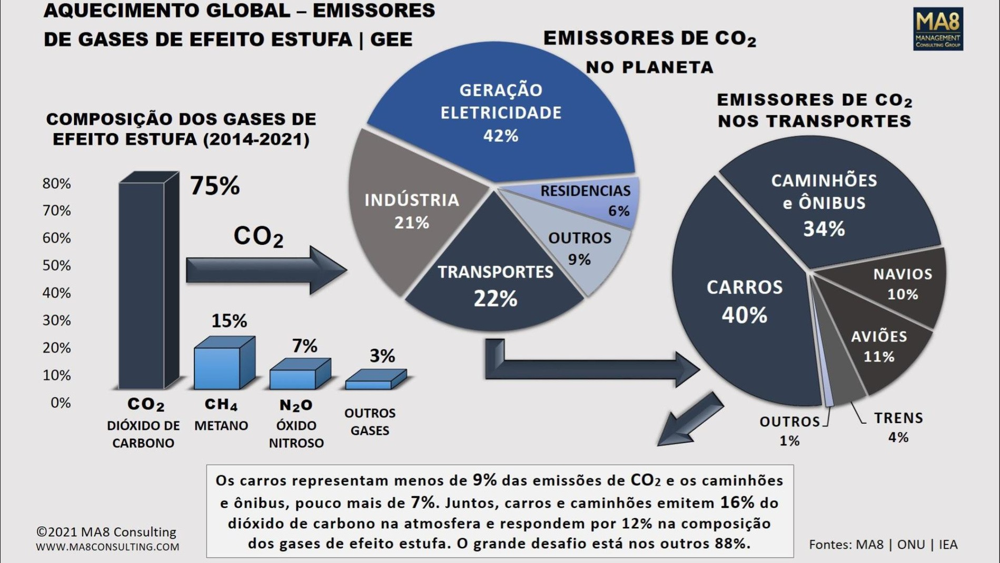 AQUECIMENTO GLOBAL – EMISSORES
DE GASES DE EFEITO ESTUFA | GEE
MA8
MANAGEMENT
CONSULTING GROUP
EMISSORES DE CO₂
NO PLANETA
EMISSORES DE CO₂
NOS TRANSPORTES
COMPOSIÇÃO DOS GASES DE
EFEITO ESTUFA (2014-2021)
80%
70%
60%
50%
40%
30%
20%
10%
0%
75%
15%
7%
3%
CO₂
DIÓXIDO DE
CARBONO
CH₄
METANO
N₂O
ÓXIDO
NITROSO
OUTROS
GASES
CO₂
GERAÇÃO
ELETRICIDADE
42%
RESIDENCIAS
6%
OUTROS
9%
TRANSPORTES
22%
INDÚSTRIA
21%
CAMINHÕES
e ÔNIBUS
34%
NAVIOS
10%
AVIÕES
11%
TRENS
4%
OUTROS
1%
CARROS
40%
Os carros representam menos de 9% das emissões de CO₂ e os caminhões
e ônibus, pouco mais de 7%. Juntos, carros e caminhões emitem 16% do
dióxido de carbono na atmosfera e respondem por 12% na composição
dos gases de efeito estufa. O grande desafio está nos outros 88%.
©2021 MA8 Consulting
WWW.MA8CONSULTING.COM
Fontes: MA8 | ONU | IEA